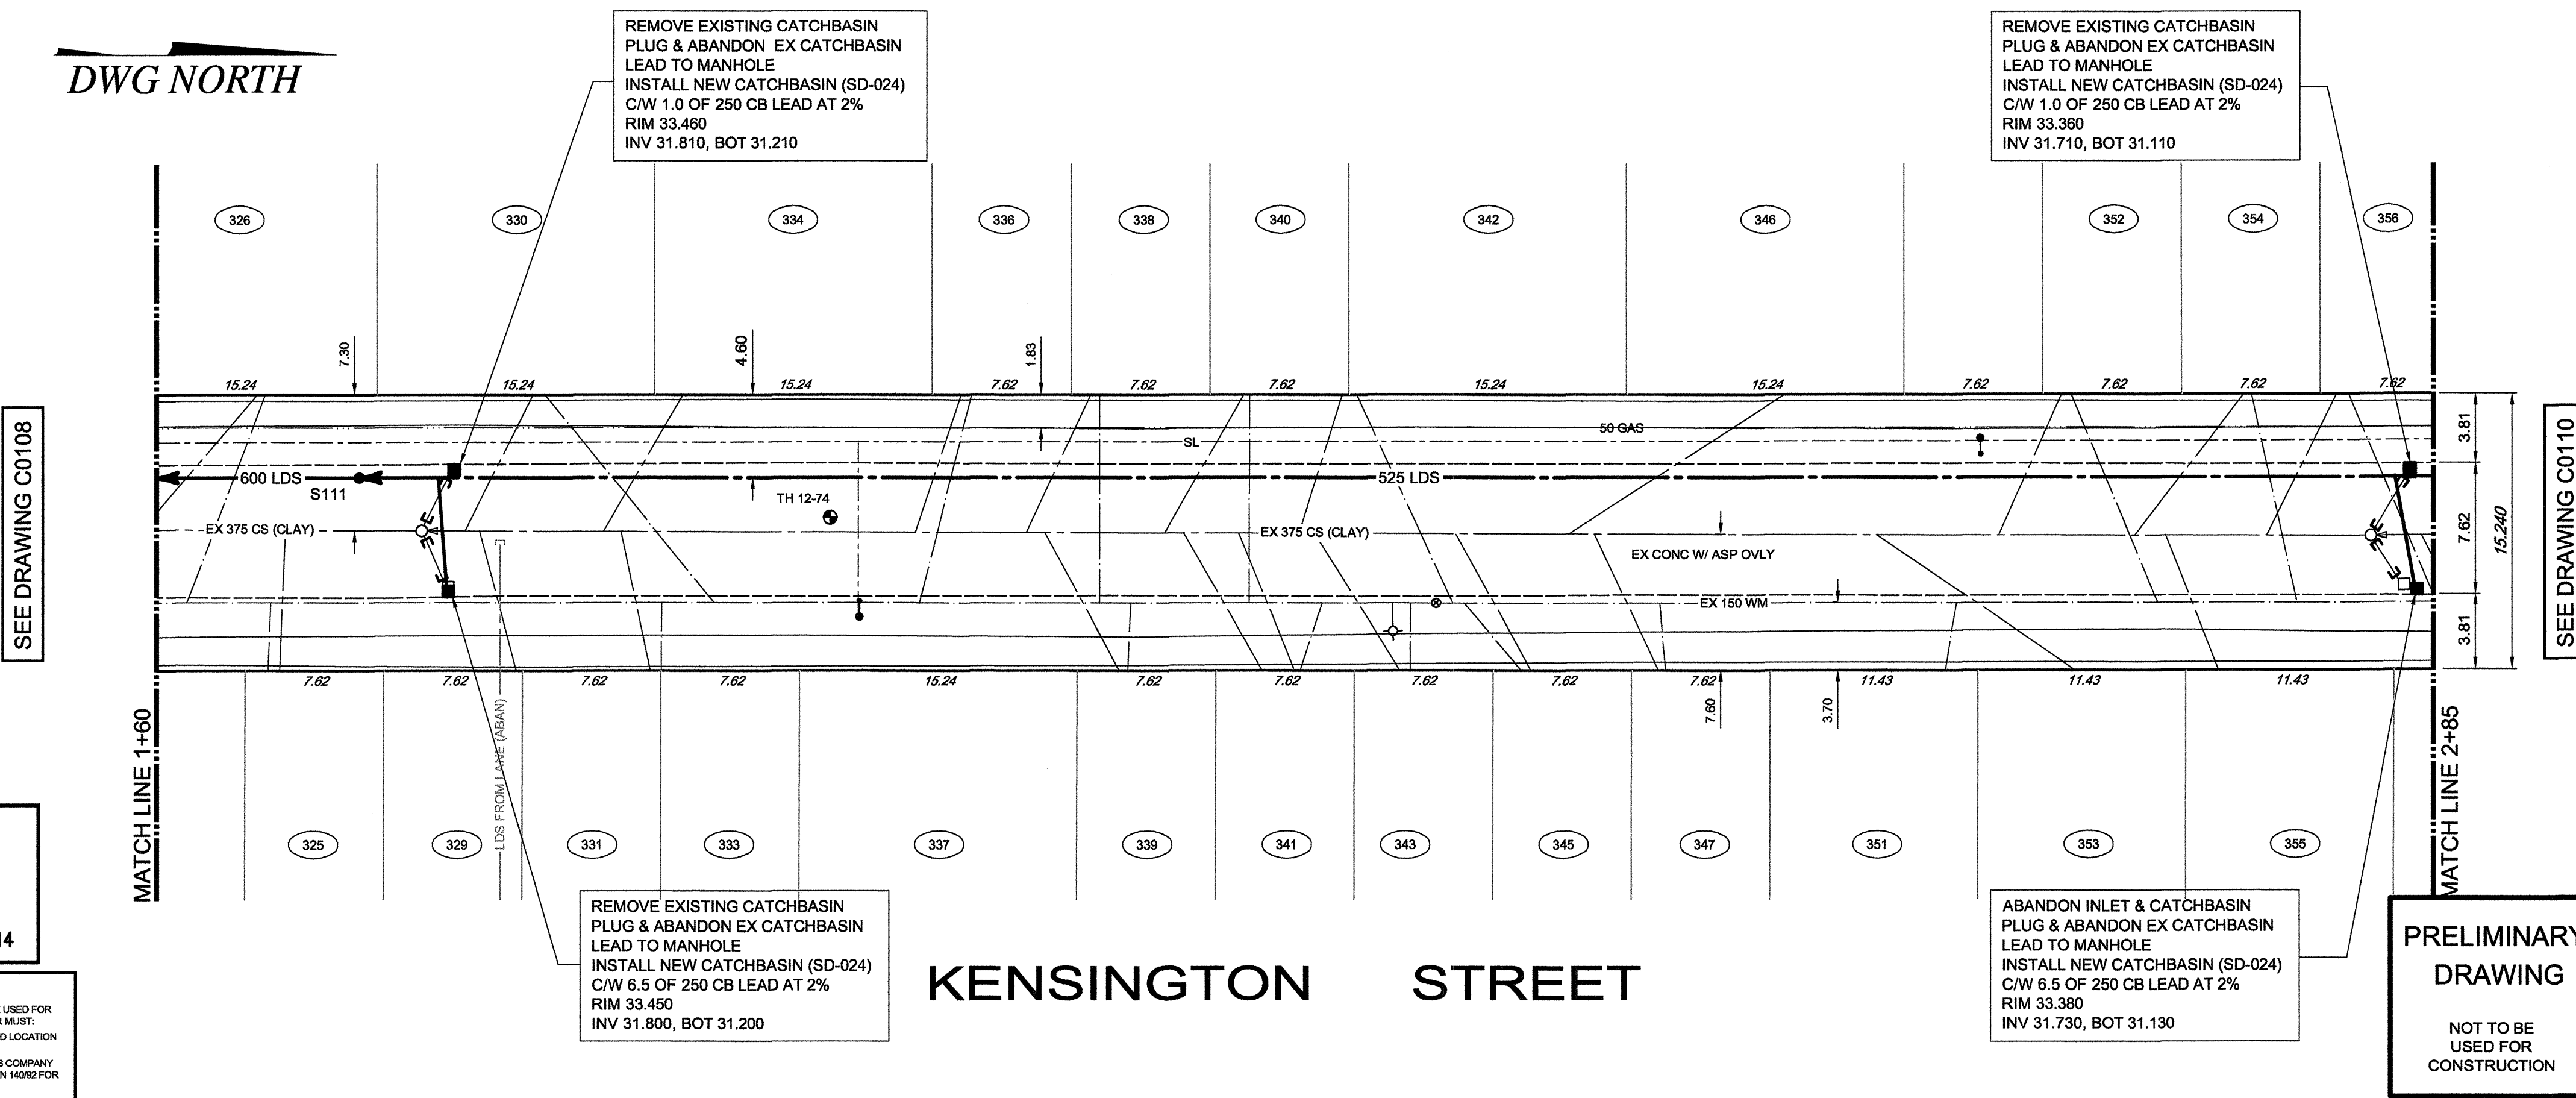 DWG NORTH
REMOVE EXISTING CATCHBASIN
PLUG & ABANDON EX CATCHBASIN
LEAD TO MANHOLE
INSTALL NEW CATCHBASIN (SD-024)
C/W 1.0 OF 250 CB LEAD AT 2%
RIM 33.460
INV 31.810, BOT 31.210
REMOVE EXISTING CATCHBASIN
PLUG & ABANDON EX CATCHBASIN
LEAD TO MANHOLE
INSTALL NEW CATCHBASIN (SD-024)
C/W 1.0 OF 250 CB LEAD AT 2%
RIM 33.360
INV 31.710, BOT 31.110
326
330
334
336
338
340
342
346
352
354
356
7.30
4.60
1.83
15.24
15.24
15.24
7.62
7.62
7.62
15.24
15.24
7.62
7.62
7.62
7.62
SEE DRAWING C0108
SL
50 GAS
600 LDS
S111
525 LDS
TH 12-74
EX 375 CS (CLAY)
EX 375 CS (CLAY)
EX CONC W/ ASP OVLY
EX 150 WM
3.81
7.62
3.81
15.240
SEE DRAWING C0110
7.62
7.62
7.62
7.62
15.24
7.62
7.62
7.62
7.62
7.62
11.43
11.43
11.43
7.60
3.70
MATCH LINE 1+60
LDS FROM LANE (ABAN)
MATCH LINE 2+85
325
329
331
333
337
339
341
343
345
347
351
353
355
REMOVE EXISTING CATCHBASIN
PLUG & ABANDON EX CATCHBASIN
LEAD TO MANHOLE
INSTALL NEW CATCHBASIN (SD-024)
C/W 6.5 OF 250 CB LEAD AT 2%
RIM 33.450
INV 31.800, BOT 31.200
KENSINGTON STREET
ABANDON INLET & CATCHBASIN
PLUG & ABANDON EX CATCHBASIN
LEAD TO MANHOLE
INSTALL NEW CATCHBASIN (SD-024)
C/W 6.5 OF 250 CB LEAD AT 2%
RIM 33.380
INV 31.730, BOT 31.130
PRELIMINARY
DRAWING
NOT TO BE
USED FOR
CONSTRUCTION
14
USED FOR
MUST:
LOCATION
COMPANY
140/92 FOR